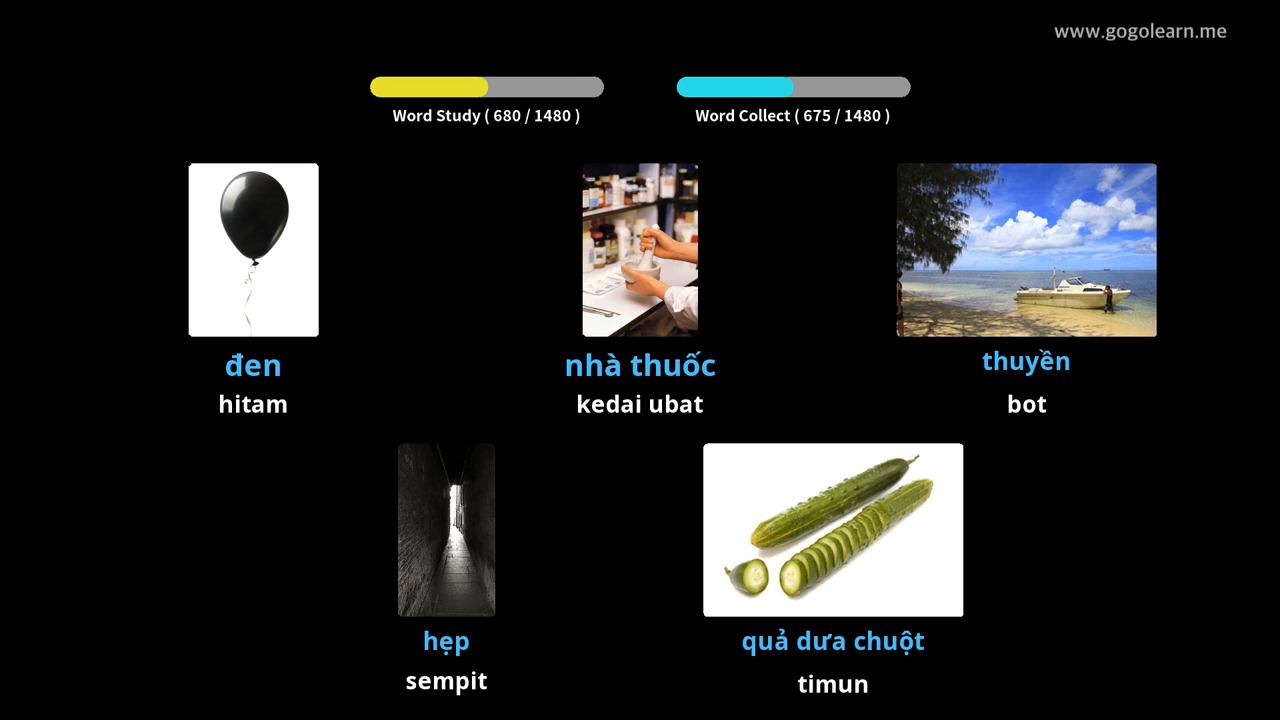 www.gogolearn.me
Word Study ( 680 / 1480 )
Word Collect ( 675 / 1480 )
đen
hitam
nhà thuốc
kedai ubat
thuyền
bot
hẹp
sempit
quả dưa chuột
timun